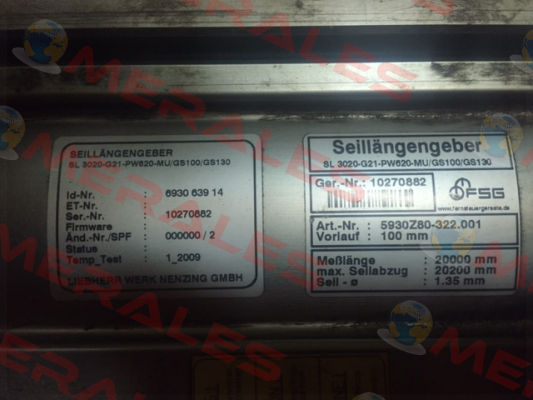 SEILLÄNGENGEBER
SL 3020-G21-PW620-MU/GS100/GS130
Id-Nr. : 6930 639 14
ET-Nr. :
Ser.-Nr. : 10270882
Firmware :
Änd.-Nr./SPF : 000000 / 2
Status :
Temp_Test : 1_2009
LIEBHERR WERK NENZING GMBH
Seillängengeber
SL 3020-G21-PW620-MU/GS100/GS130
Ger.-Nr.: 10270882
FSG
www.fernsteuergeraete.de
Art.-Nr. : 5930Z80-322.001
Vorlauf : 100 mm
Meßlänge : 20000 mm
max. Seilabzug : 20200 mm
Seil - ø : 1.35 mm
MERALES